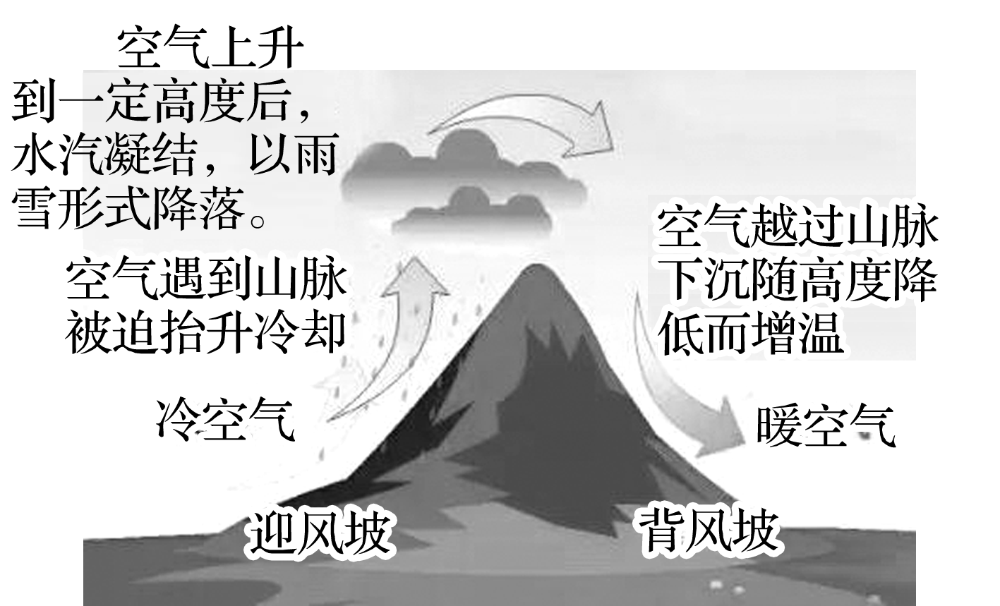 空气上升
到一定高度后，
水汽凝结，以雨
雪形式降落。
空气遇到山脉
被迫抬升冷却
冷空气
迎风坡
空气越过山脉
下沉随高度降
低而增温
暖空气
背风坡